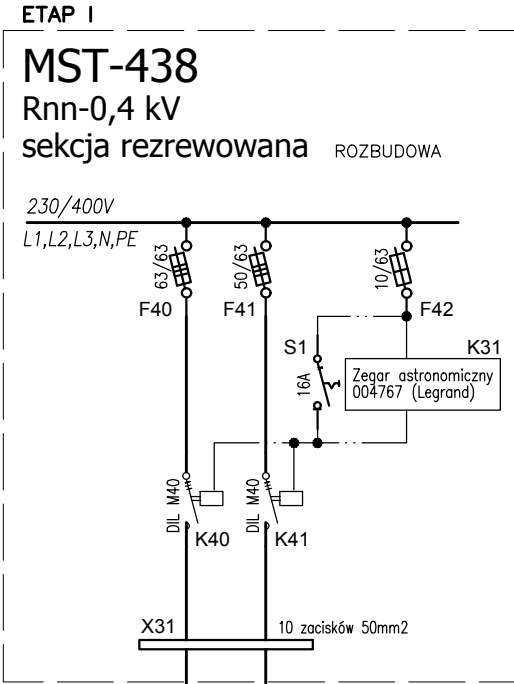 ETAP I
MST-438
Rnn-0,4 kV
sekcja rezrewowana ROZBUDOWA
230/400V
L1,L2,L3,N,PE
63/63
50/63
10/63
F40
F41
F42
S1
K31
16A
Zegar astronomiczny
004767 (Legrand)
DIL M40
DIL M40
K40
K41
X31
10 zacisków 50mm2